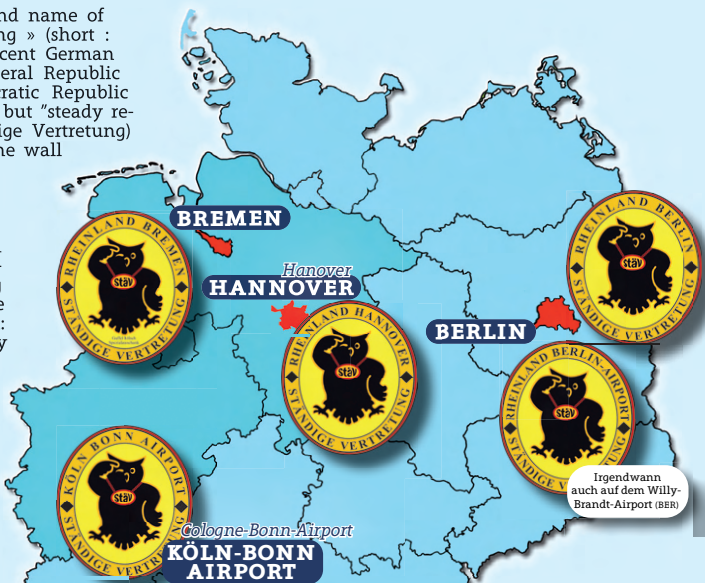 nd name of
ng » (short :
cent German
eral Republic
cratic Republic
but "steady re-
ige Vertretung)
ne wall
e
:
y
BREMEN
Hanover
HANNOVER
BERLIN
RHEINLAND BREMEN
stäv
STÄNDIGE VERTRETUNG
RHEINLAND HANNOVER
stäv
STÄNDIGE VERTRETUNG
RHEINLAND BERLIN
stäv
STÄNDIGE VERTRETUNG
RHEINLAND BERLIN-AIRPORT
stäv
STÄNDIGE
KÖLN BONN AIRPORT
stäv
STÄNDIGE VERTRETUNG
Irgendwann
auch auf dem Willy-
Brandt-Airport (BER)
Cologne-Bonn-Airport
KÖLN-BONN
AIRPORT